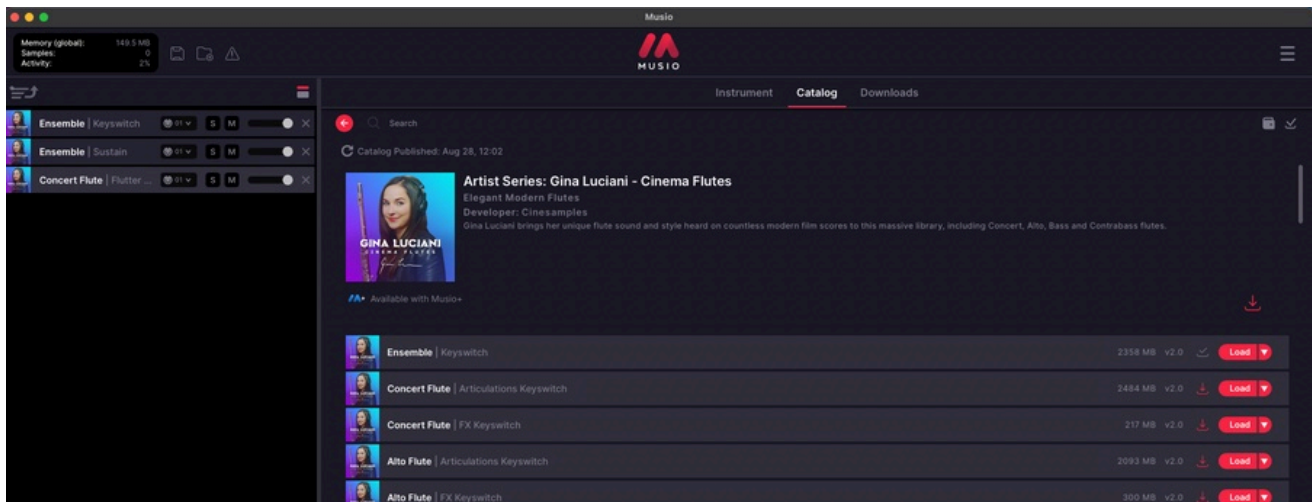 Musio
Memory (global): 149.5 MB
Samples: 0
Activity: 2%
MUSIO
Instrument Catalog Downloads
Ensemble | Keyswitch 01 S M
Ensemble | Sustain 01 S M
Concert Flute | Flutter ... 01 S M
Search
Catalog Published: Aug 28, 12:02
GINA LUCIANI
CINEMA FLUTES
Artist Series: Gina Luciani - Cinema Flutes
Elegant Modern Flutes
Developer: Cinesamples
Gina Luciani brings her unique flute sound and style heard on countless modern film scores to this massive library, including Concert, Alto, Bass and Contrabass flutes.
Available with Musio+
Ensemble | Keyswitch 2358 MB v2.0 Load
Concert Flute | Articulations Keyswitch 2484 MB v2.0 Load
Concert Flute | FX Keyswitch 217 MB v2.0 Load
Alto Flute | Articulations Keyswitch 2093 MB v2.0 Load
Alto Flute | FX Keyswitch 300 MB v2.0 Load